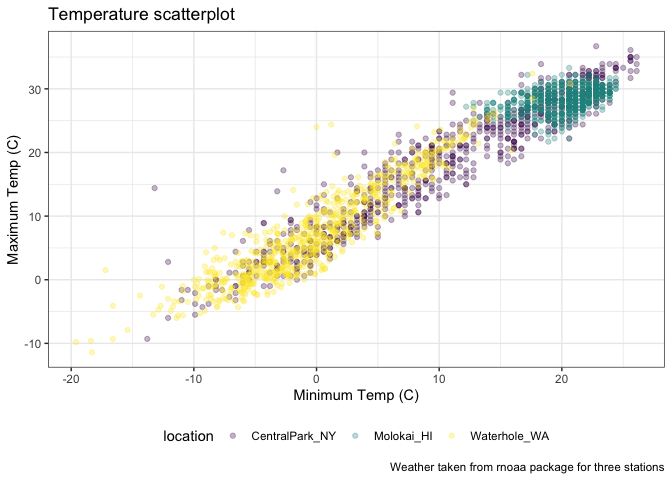 Temperature scatterplot
Maximum Temp (C)
30
20
10
0
-10
-20
-10
0
10
20
Minimum Temp (C)
location
CentralPark_NY
Molokai_HI
Waterhole_WA
Weather taken from rnoaa package for three stations